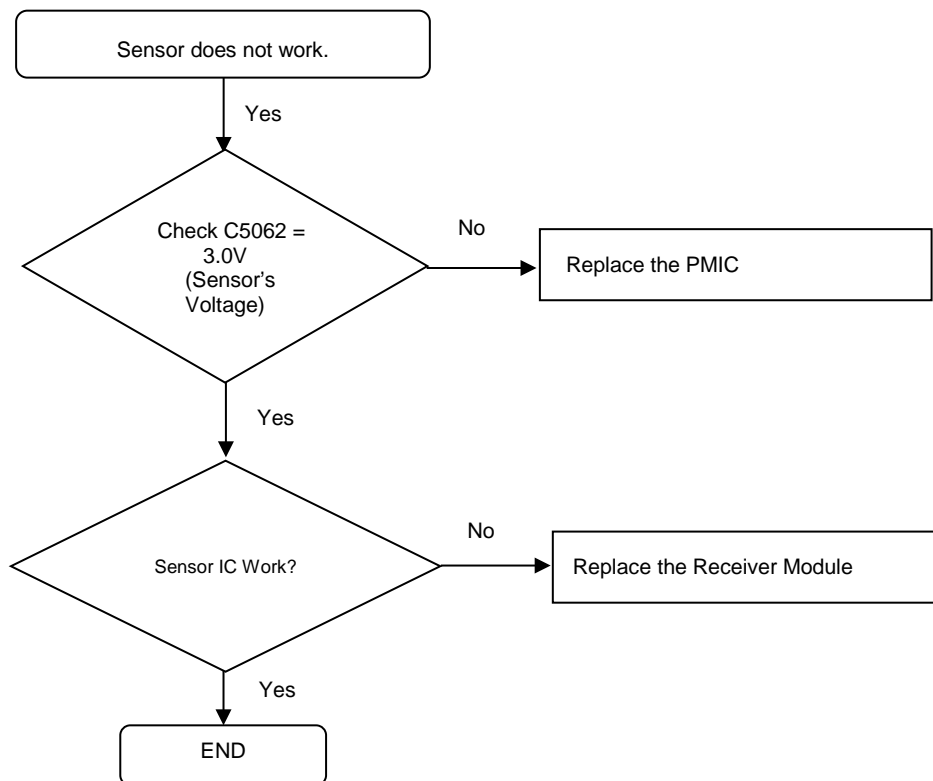 Sensor does not work.
Yes
Check C5062 =
3.0V
(Sensor's
Voltage)
No
Replace the PMIC
Yes
Sensor IC Work?
No
Replace the Receiver Module
Yes
END